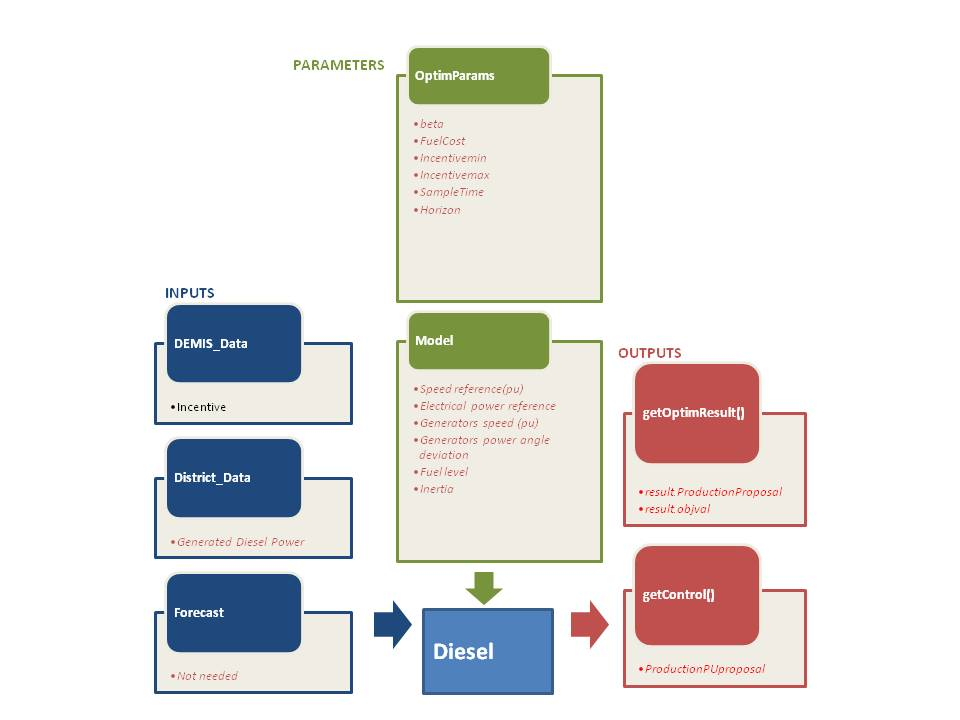 PARAMETERS
OptimParams
•beta
•FuelCost
•Incentivemin
•Incentivemax
•SampleTime
•Horizon
INPUTS
DEMIS_Data
•Incentive
District_Data
•Generated Diesel Power
Forecast
•Not needed
Model
•Speed reference(pu)
•Electrical power reference
•Generators speed (pu)
•Generators power angle
deviation
•Fuel level
•Inertia
Diesel
OUTPUTS
getOptimResult()
•result.ProductionProposal
•result.objval
getControl()
•ProductionPUproposal